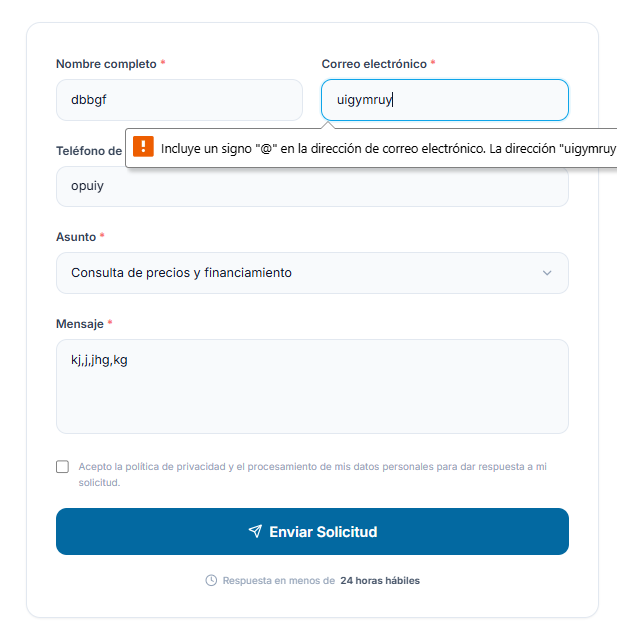 Nombre completo *
Correo electrónico *
dbbgf
uigymruy
Teléfono de
Incluye un signo "@" en la dirección de correo electrónico. La dirección "uigymruy
opuiy
Asunto *
Consulta de precios y financiamiento
Mensaje *
kj,j,jhg,kg
Acepto la política de privacidad y el procesamiento de mis datos personales para dar respuesta a mi
solicitud.
Enviar Solicitud
Respuesta en menos de 24 horas hábiles